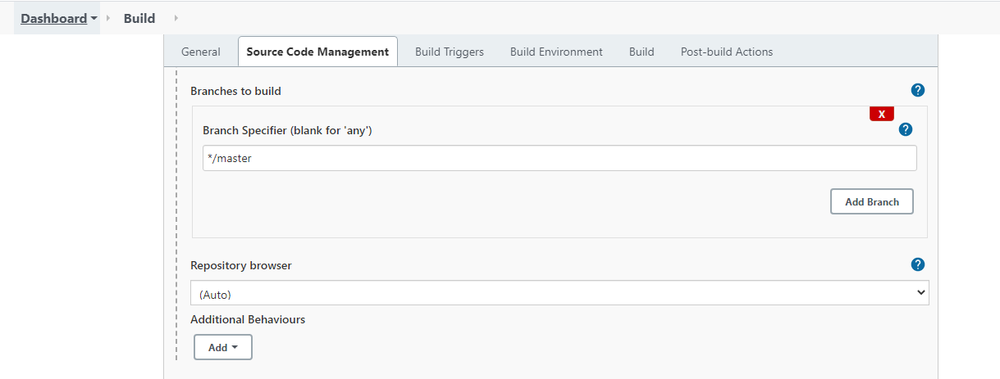 Dashboard Build
General Source Code Management Build Triggers Build Environment Build Post-build Actions
Branches to build ?
X
Branch Specifier (blank for 'any') ?
*/master
Add Branch
Repository browser ?
(Auto)
Additional Behaviours
Add